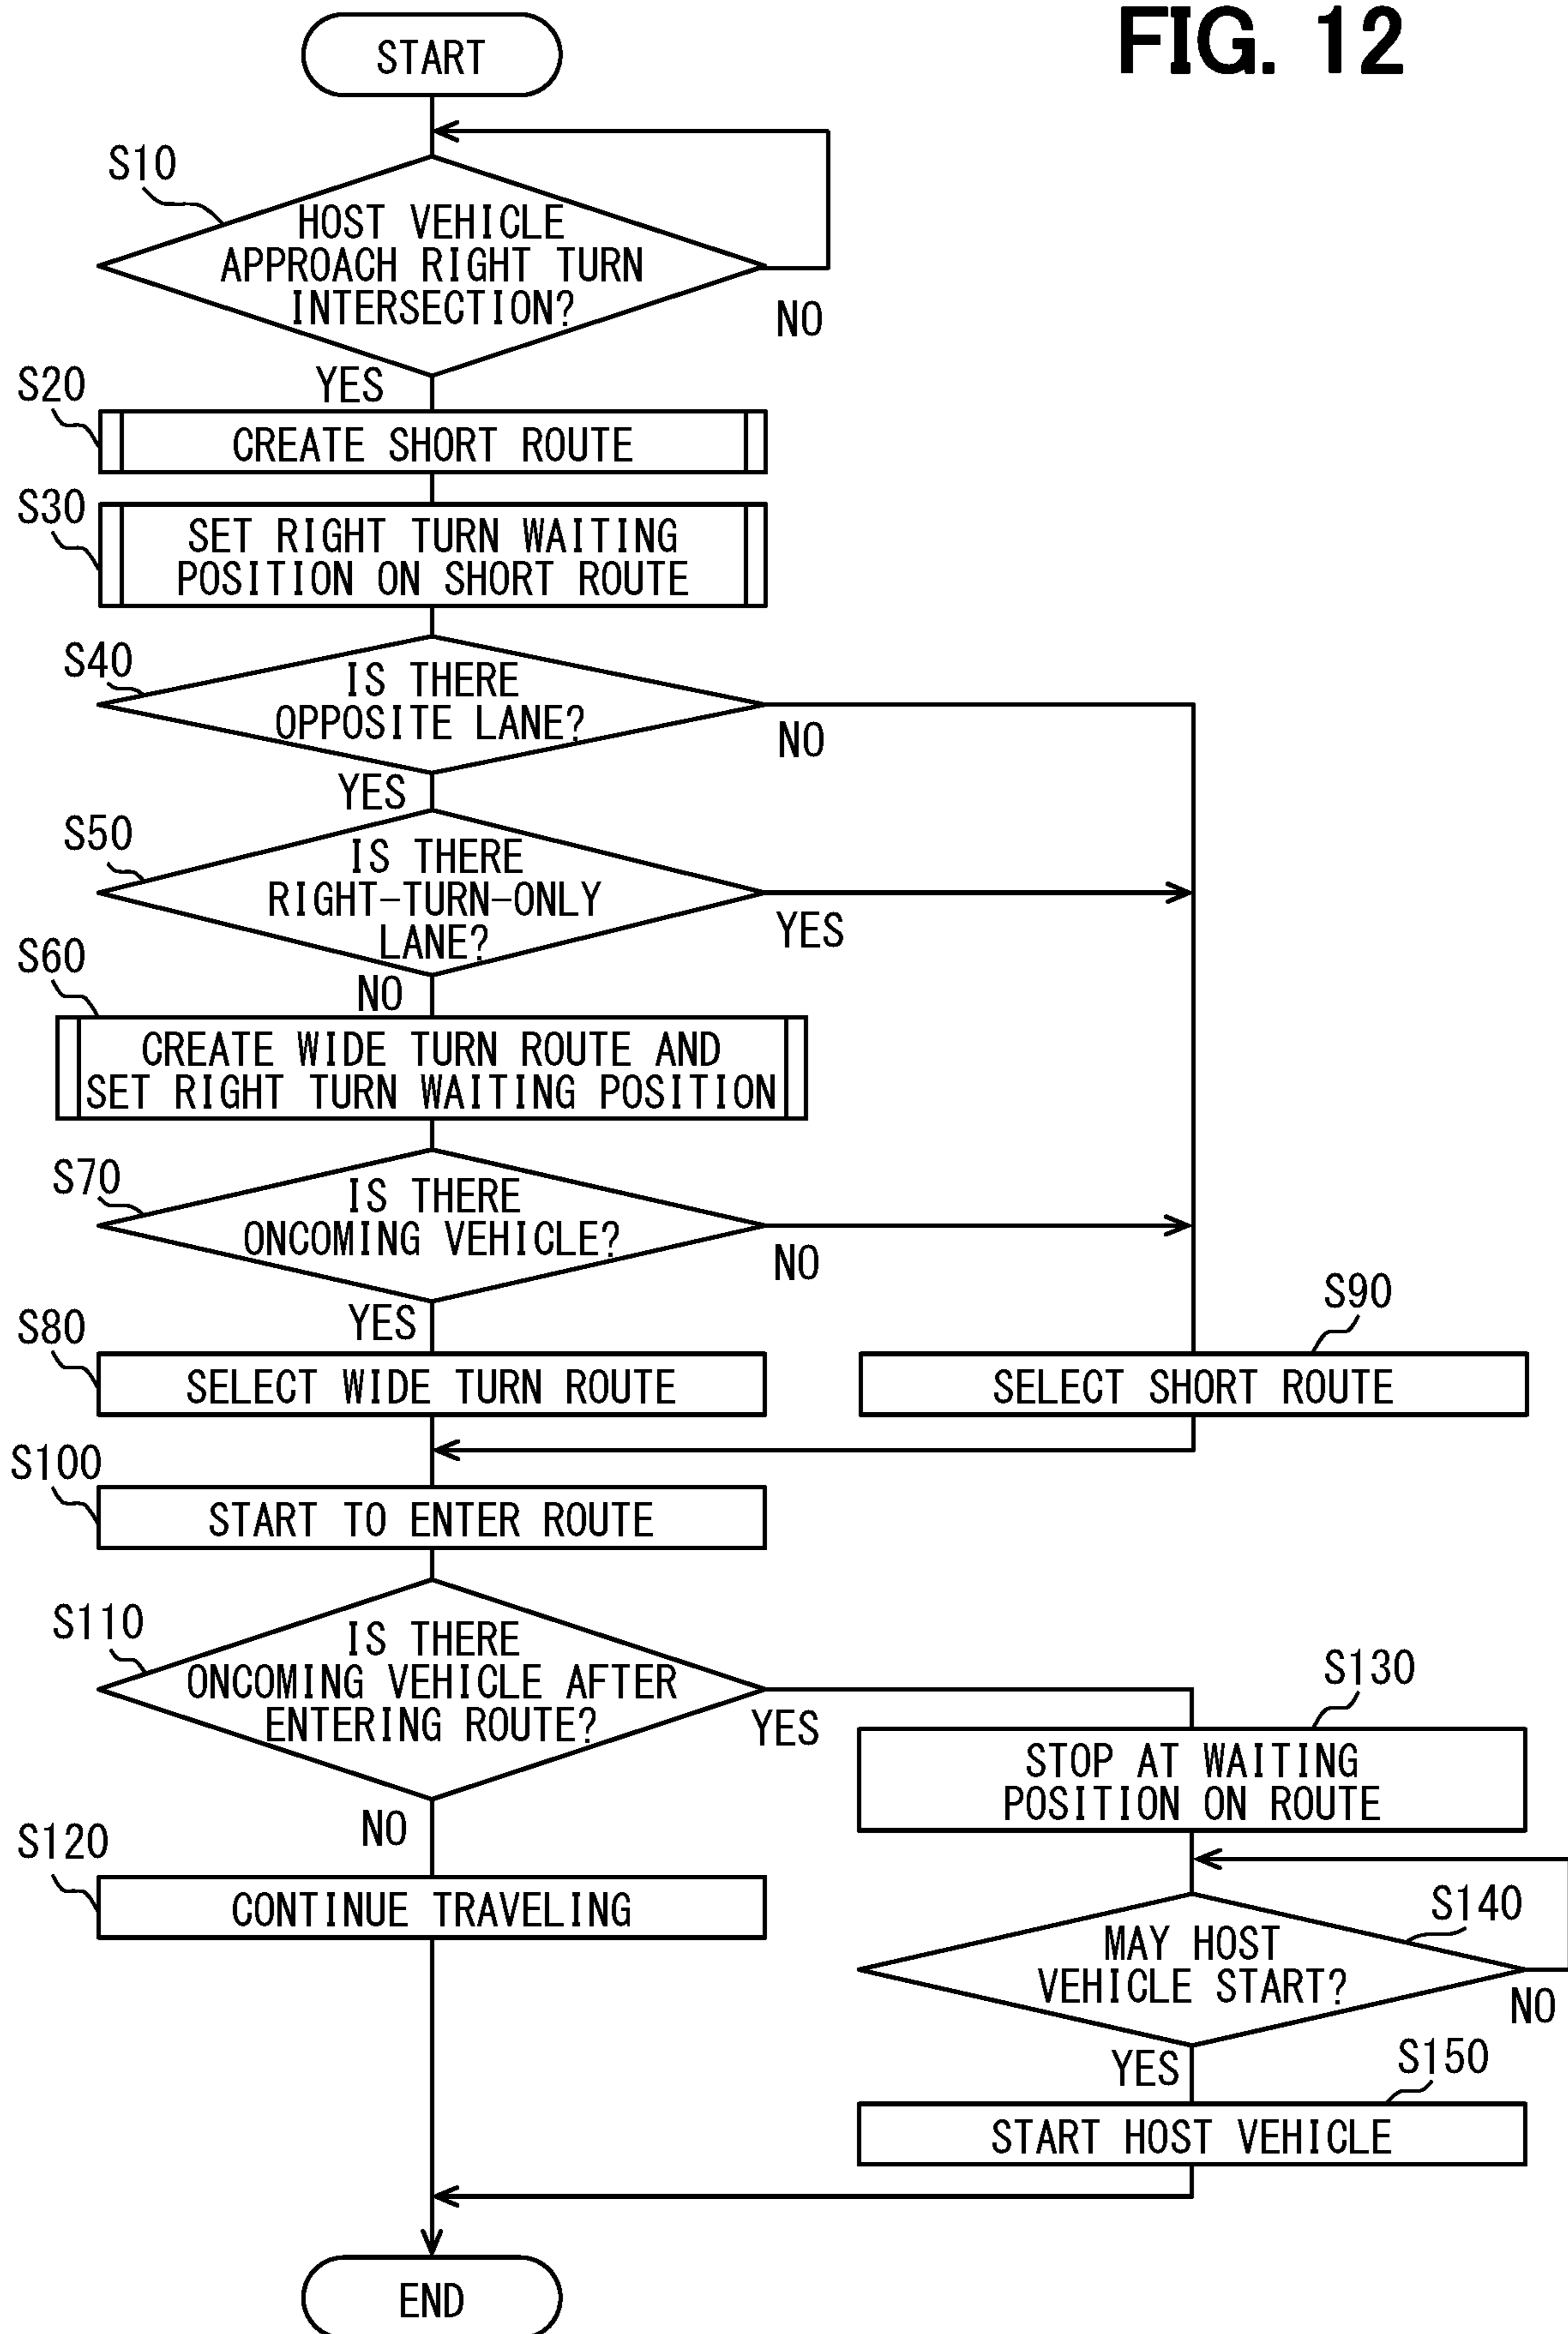 FIG. 12
START
S10
HOST VEHICLE
APPROACH RIGHT TURN
INTERSECTION?
NO
YES
S20
CREATE SHORT ROUTE
S30
SET RIGHT TURN WAITING
POSITION ON SHORT ROUTE
S40
IS THERE
OPPOSITE LANE?
NO
YES
S50
IS THERE
RIGHT-TURN-ONLY
LANE?
YES
NO
S60
CREATE WIDE TURN ROUTE AND
SET RIGHT TURN WAITING POSITION
S70
IS THERE
ONCOMING VEHICLE?
NO
YES
S80
SELECT WIDE TURN ROUTE
S90
SELECT SHORT ROUTE
S100
START TO ENTER ROUTE
S110
IS THERE
ONCOMING VEHICLE AFTER
ENTERING ROUTE?
YES
NO
S120
CONTINUE TRAVELING
S130
STOP AT WAITING
POSITION ON ROUTE
S140
MAY HOST
VEHICLE START?
NO
YES
S150
START HOST VEHICLE
END